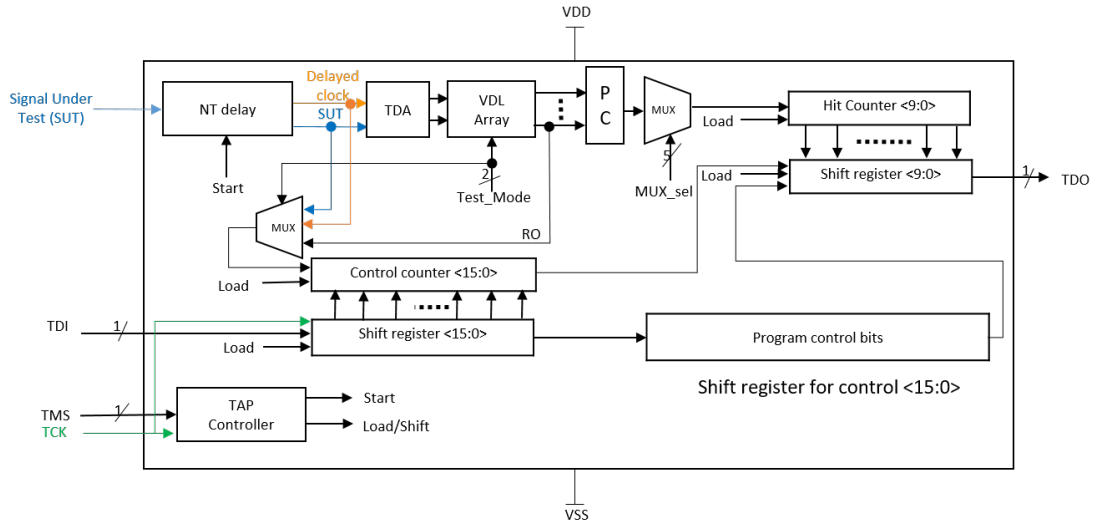 VDD
Signal Under
Test (SUT)
NT delay
Delayed
clock
SUT
TDA
VDL
Array
P
C
MUX
Hit Counter <9:0>
Load
Start
2
Test_Mode
5
MUX_sel
Load
Shift register <9:0>
1
TDO
MUX
RO
Control counter <15:0>
Load
TDI
1
Shift register <15:0>
Load
Program control bits
Shift register for control <15:0>
TMS
1
TCK
TAP
Controller
Start
Load/Shift
VSS